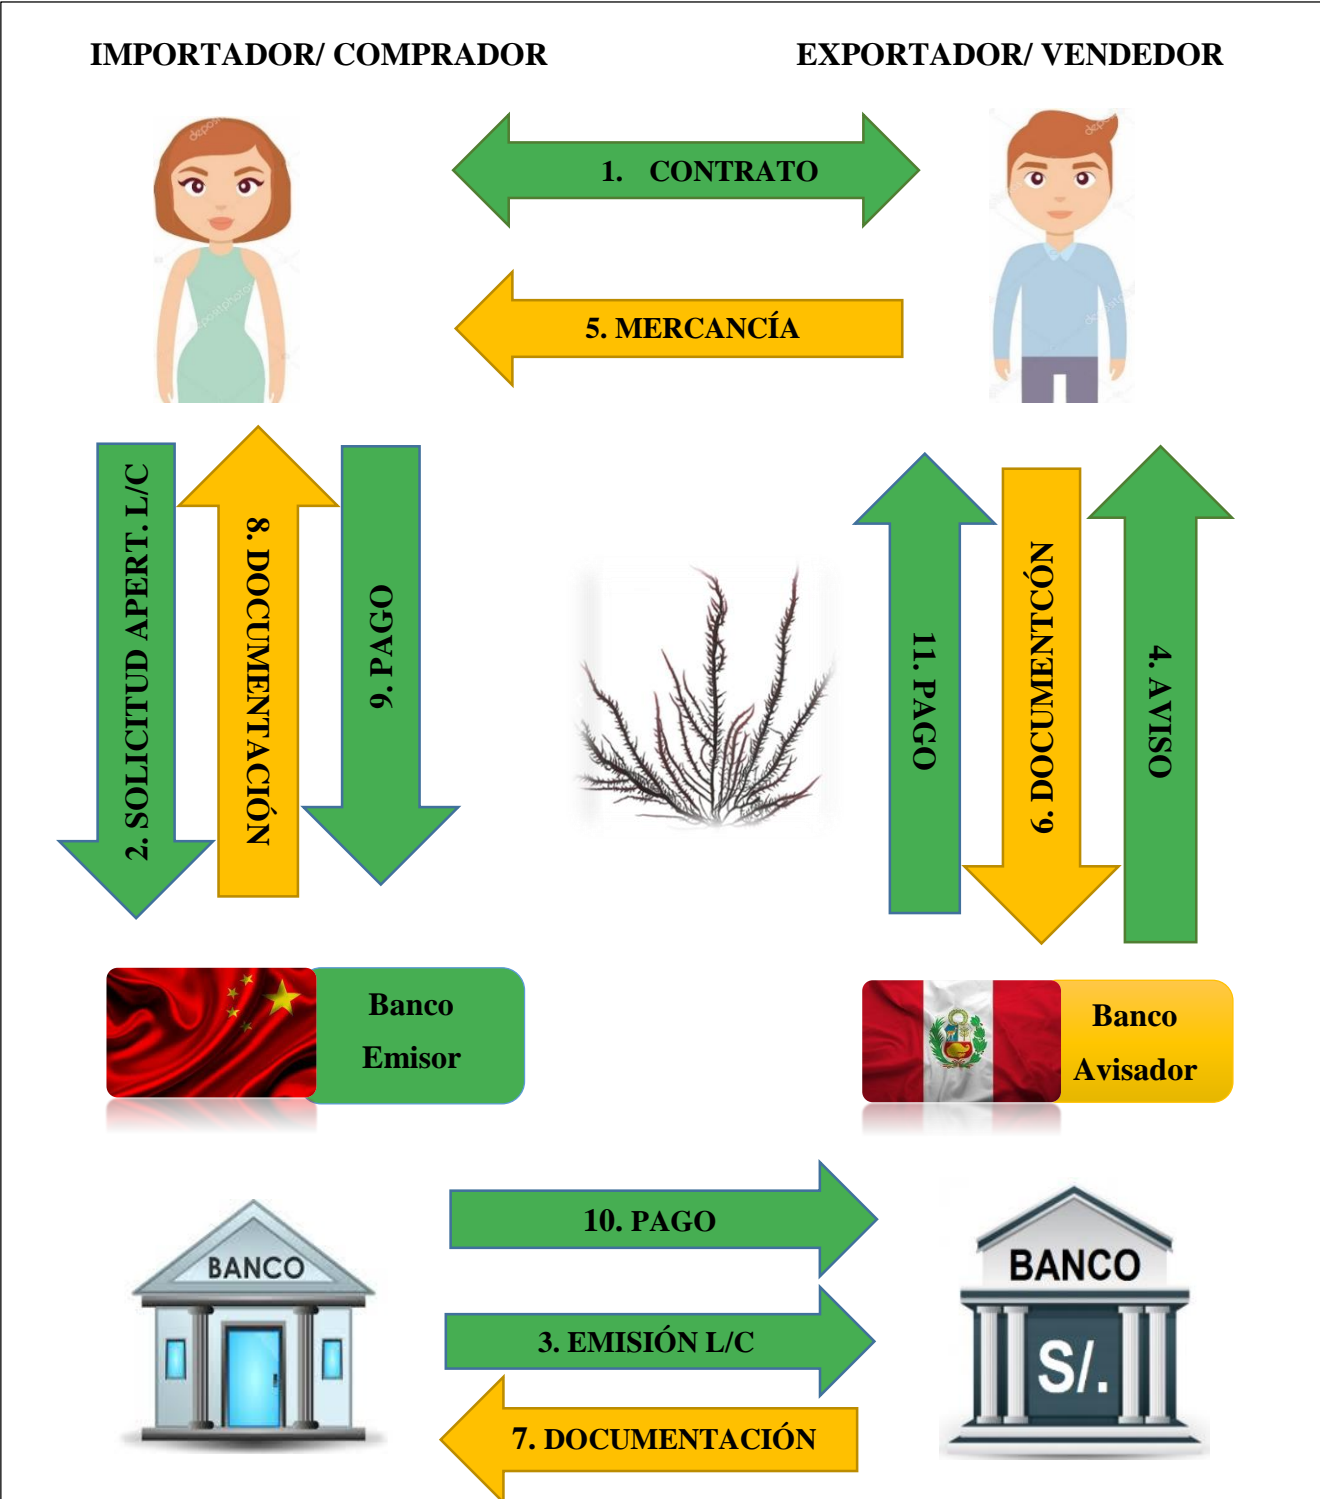 IMPORTADOR/ COMPRADOR
EXPORTADOR/ VENDEDOR
1. CONTRATO
5. MERCANCÍA
2. SOLICITUD APERT. L/C
8. DOCUMENTACIÓN
9. PAGO
11. PAGO
6. DOCUMENTCÓN
4. AVISO
Banco
Emisor
Banco
Avisador
10. PAGO
BANCO
BANCO
S/.
3. EMISIÓN L/C
7. DOCUMENTACIÓN